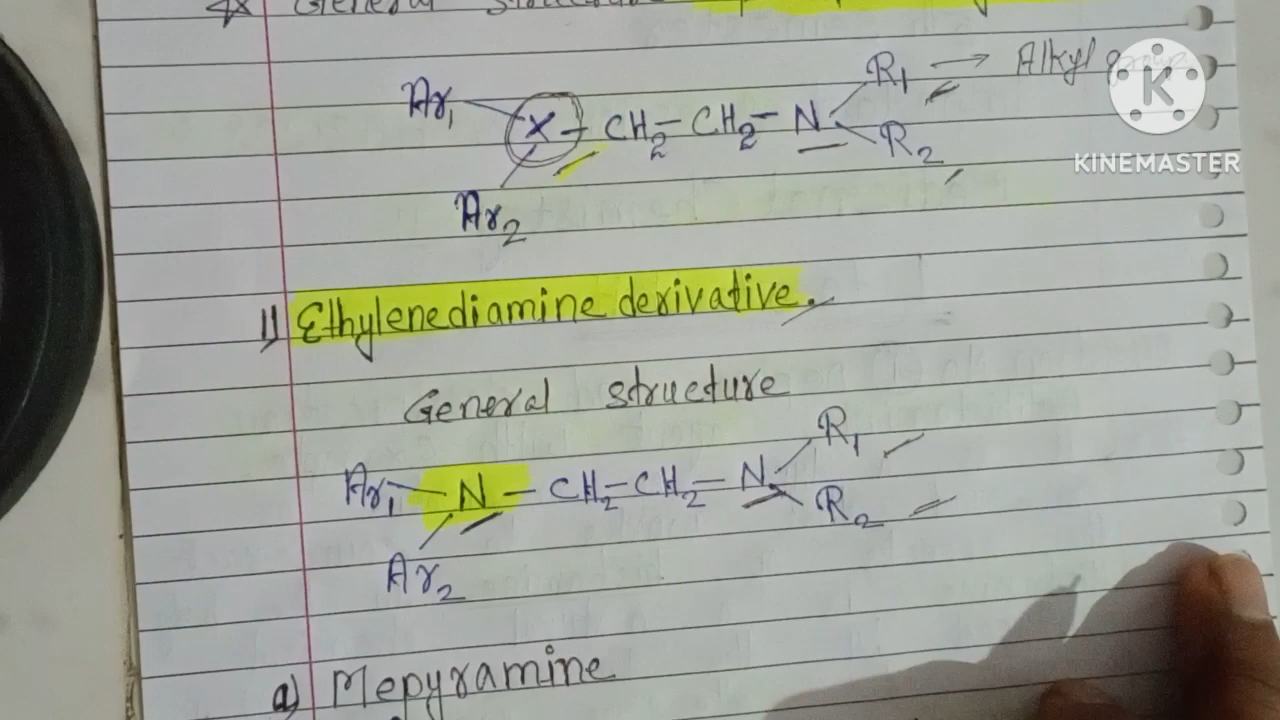 General
R₁ → Alkyl
Ar₁
X - CH₂ - CH₂ - N
R₂
KINEMASTER
Ar₂
1) Ethylenediamine derivative.
General structure
R₁
Ar₁ N - CH₂ - CH₂ - N
R₂
Ar₂
a) Mepyramine